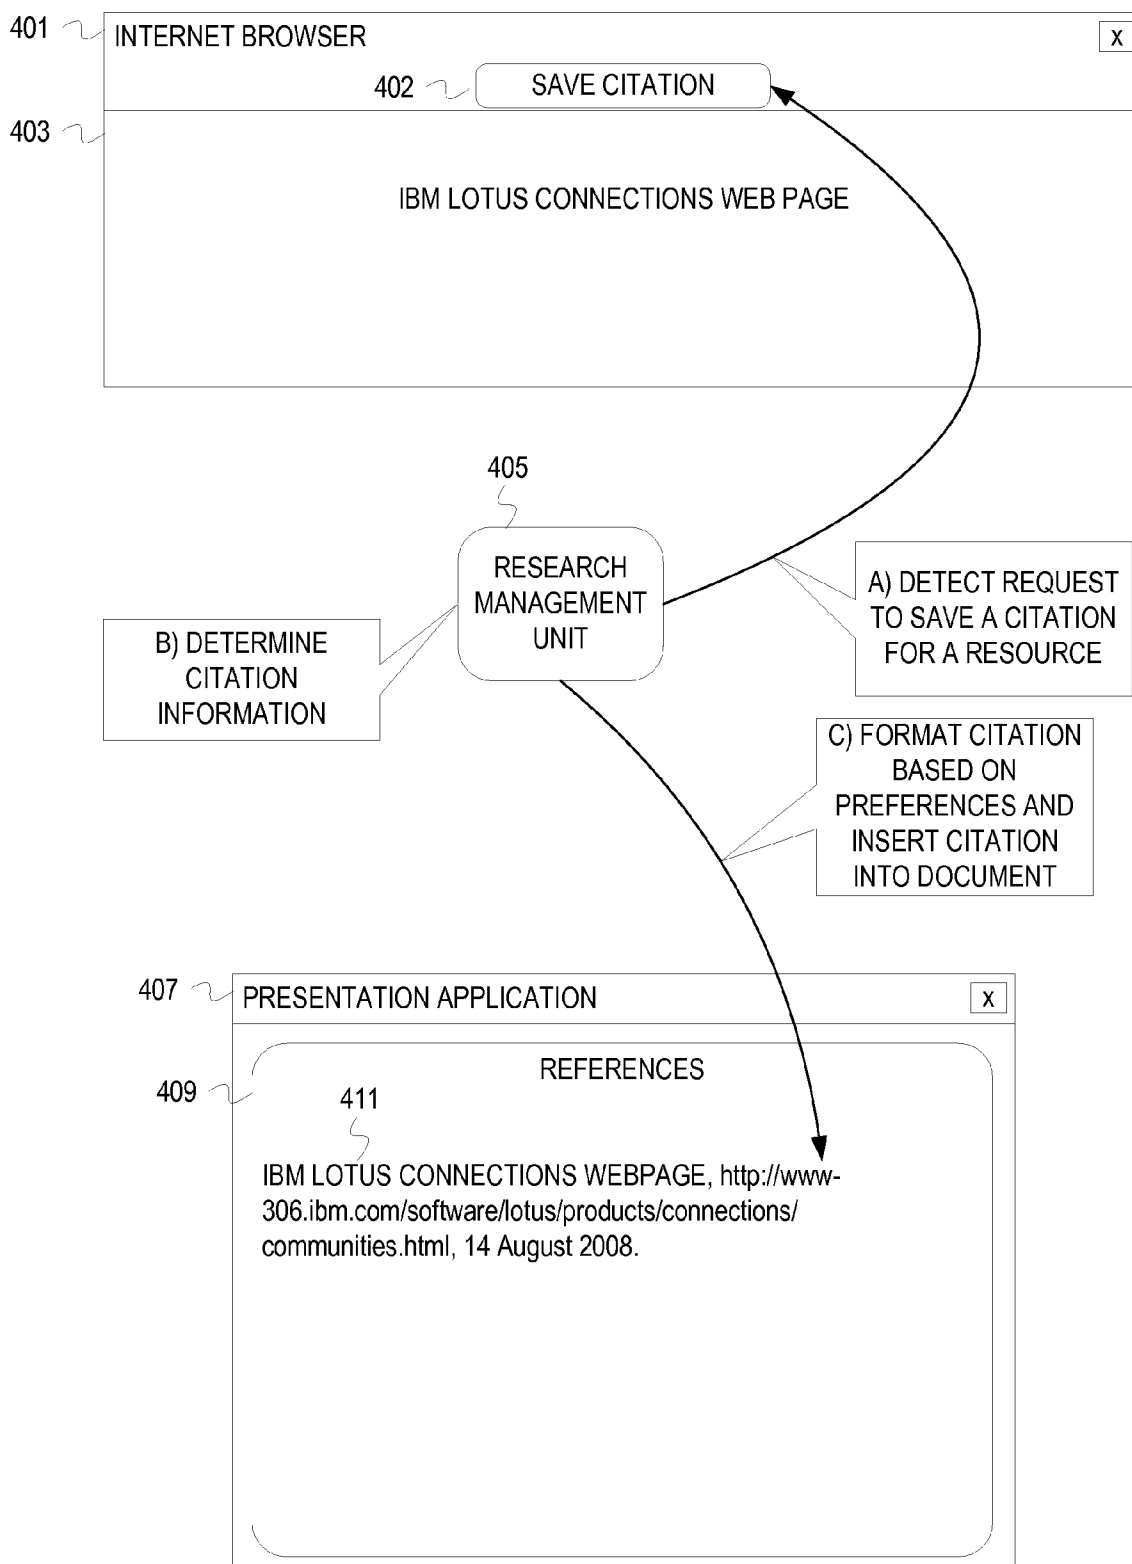 401
INTERNET BROWSER
X
402
SAVE CITATION
403
IBM LOTUS CONNECTIONS WEB PAGE
405
RESEARCH
MANAGEMENT
UNIT
A) DETECT REQUEST
TO SAVE A CITATION
FOR A RESOURCE
B) DETERMINE
CITATION
INFORMATION
C) FORMAT CITATION
BASED ON
PREFERENCES AND
INSERT CITATION
INTO DOCUMENT
407
PRESENTATION APPLICATION
X
409
REFERENCES
411
IBM LOTUS CONNECTIONS WEBPAGE, http://www-
306.ibm.com/software/lotus/products/connections/
communities.html, 14 August 2008.